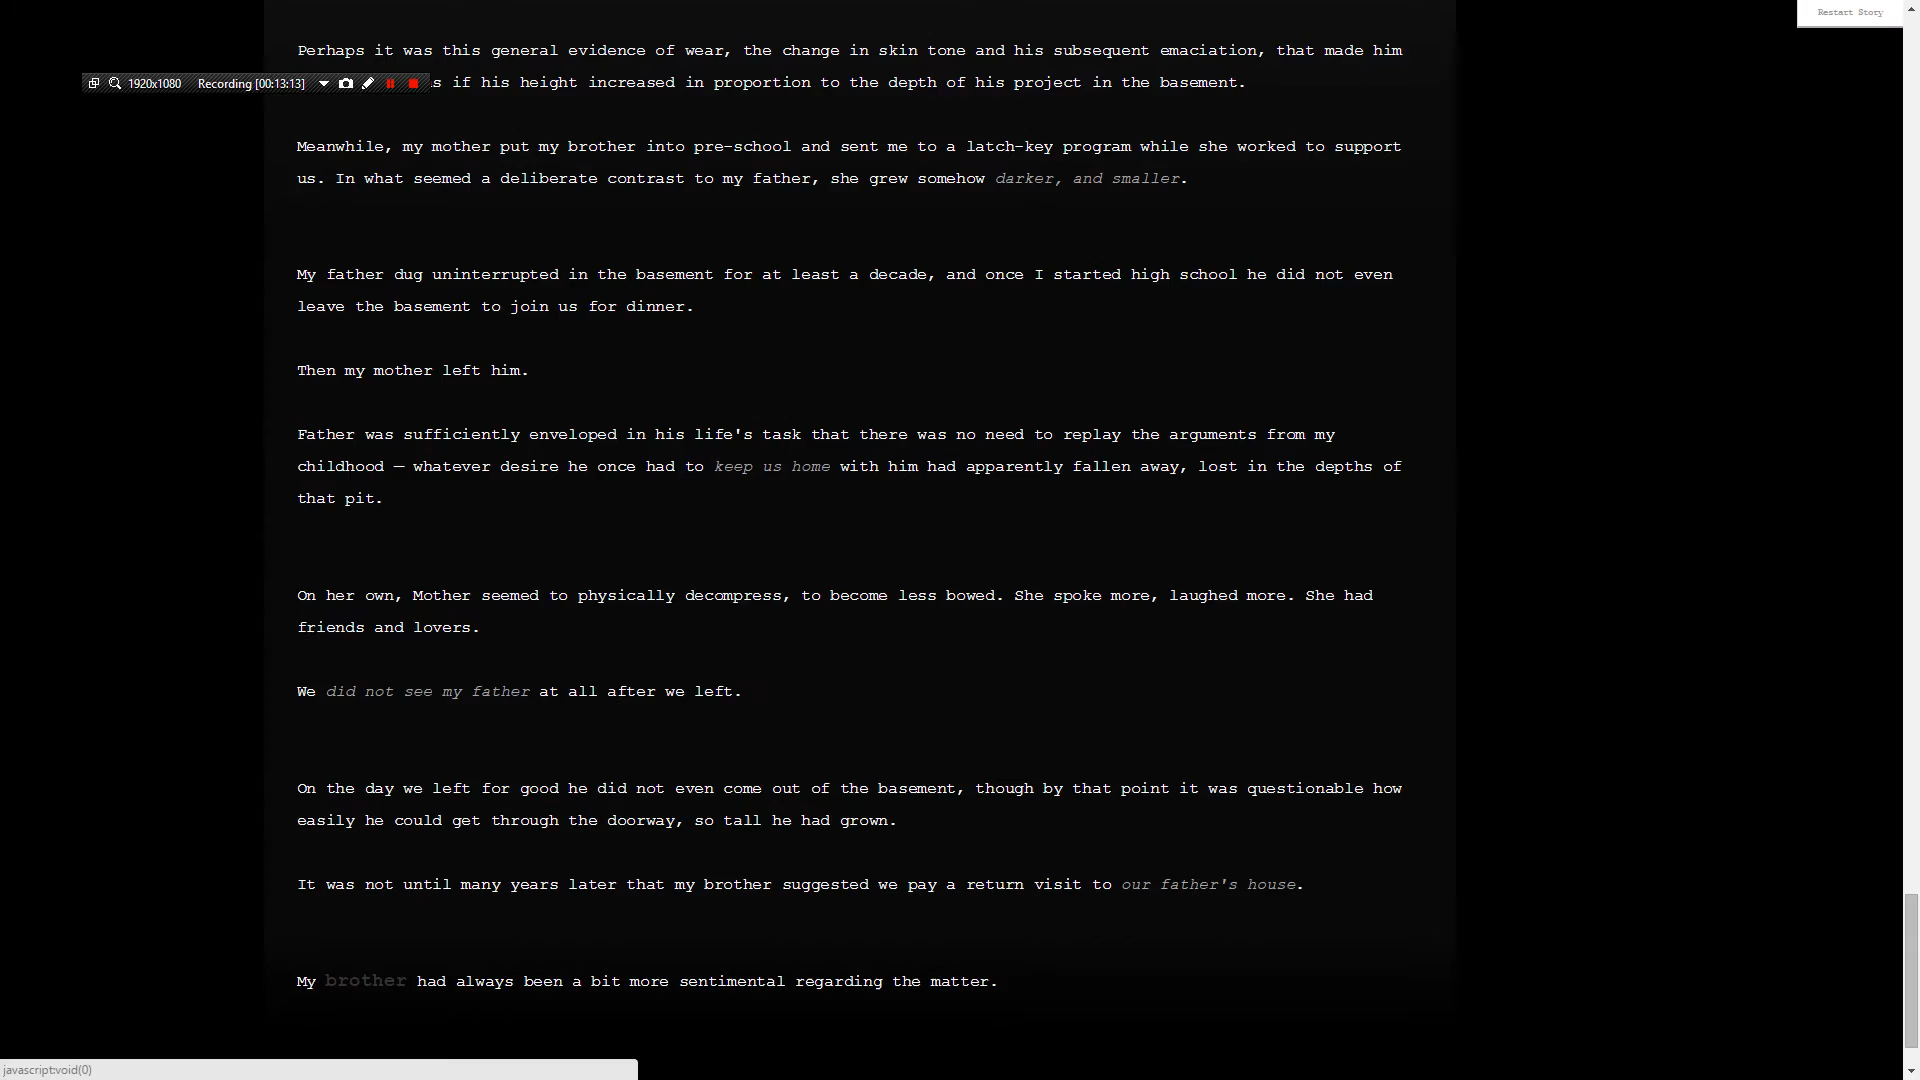 Restart Story
Perhaps it was this general evidence of wear, the change in skin tone and his subsequent emaciation, that made him
1920x1080 Recording [00:13:13]
s if his height increased in proportion to the depth of his project in the basement.
Meanwhile, my mother put my brother into pre-school and sent me to a latch-key program while she worked to support
us. In what seemed a deliberate contrast to my father, she grew somehow darker, and smaller.
My father dug uninterrupted in the basement for at least a decade, and once I started high school he did not even
leave the basement to join us for dinner.
Then my mother left him.
Father was sufficiently enveloped in his life's task that there was no need to replay the arguments from my
childhood — whatever desire he once had to keep us home with him had apparently fallen away, lost in the depths of
that pit.
On her own, Mother seemed to physically decompress, to become less bowed. She spoke more, laughed more. She had
friends and lovers.
We did not see my father at all after we left.
On the day we left for good he did not even come out of the basement, though by that point it was questionable how
easily he could get through the doorway, so tall he had grown.
It was not until many years later that my brother suggested we pay a return visit to our father's house.
My brother had always been a bit more sentimental regarding the matter.
javascript:void(0)